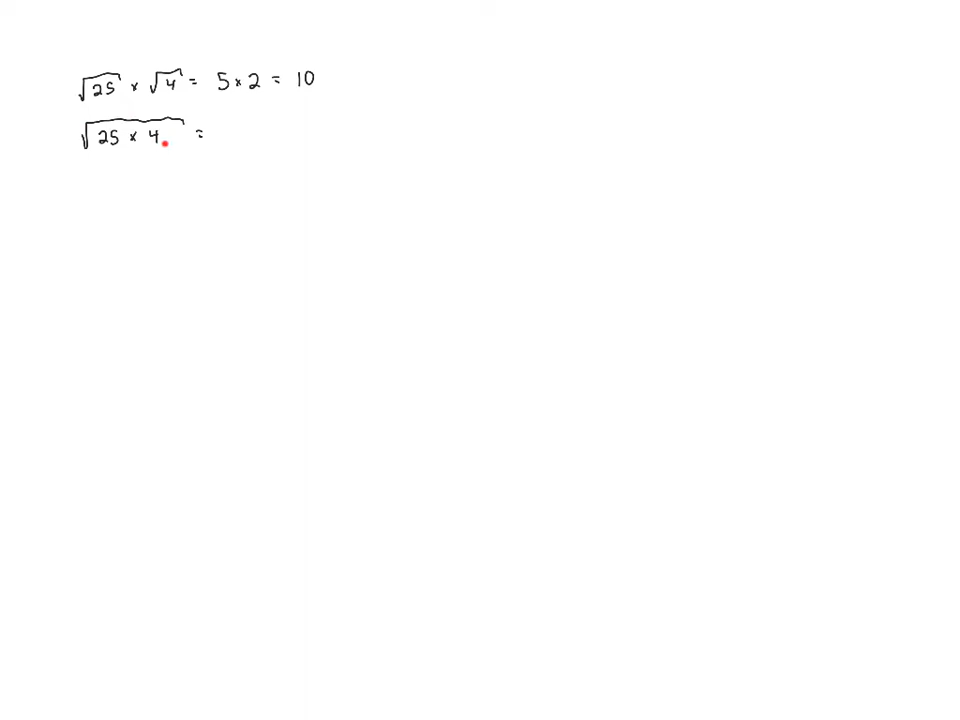 √25 × √4 = 5 × 2 = 10
√25 × 4 =